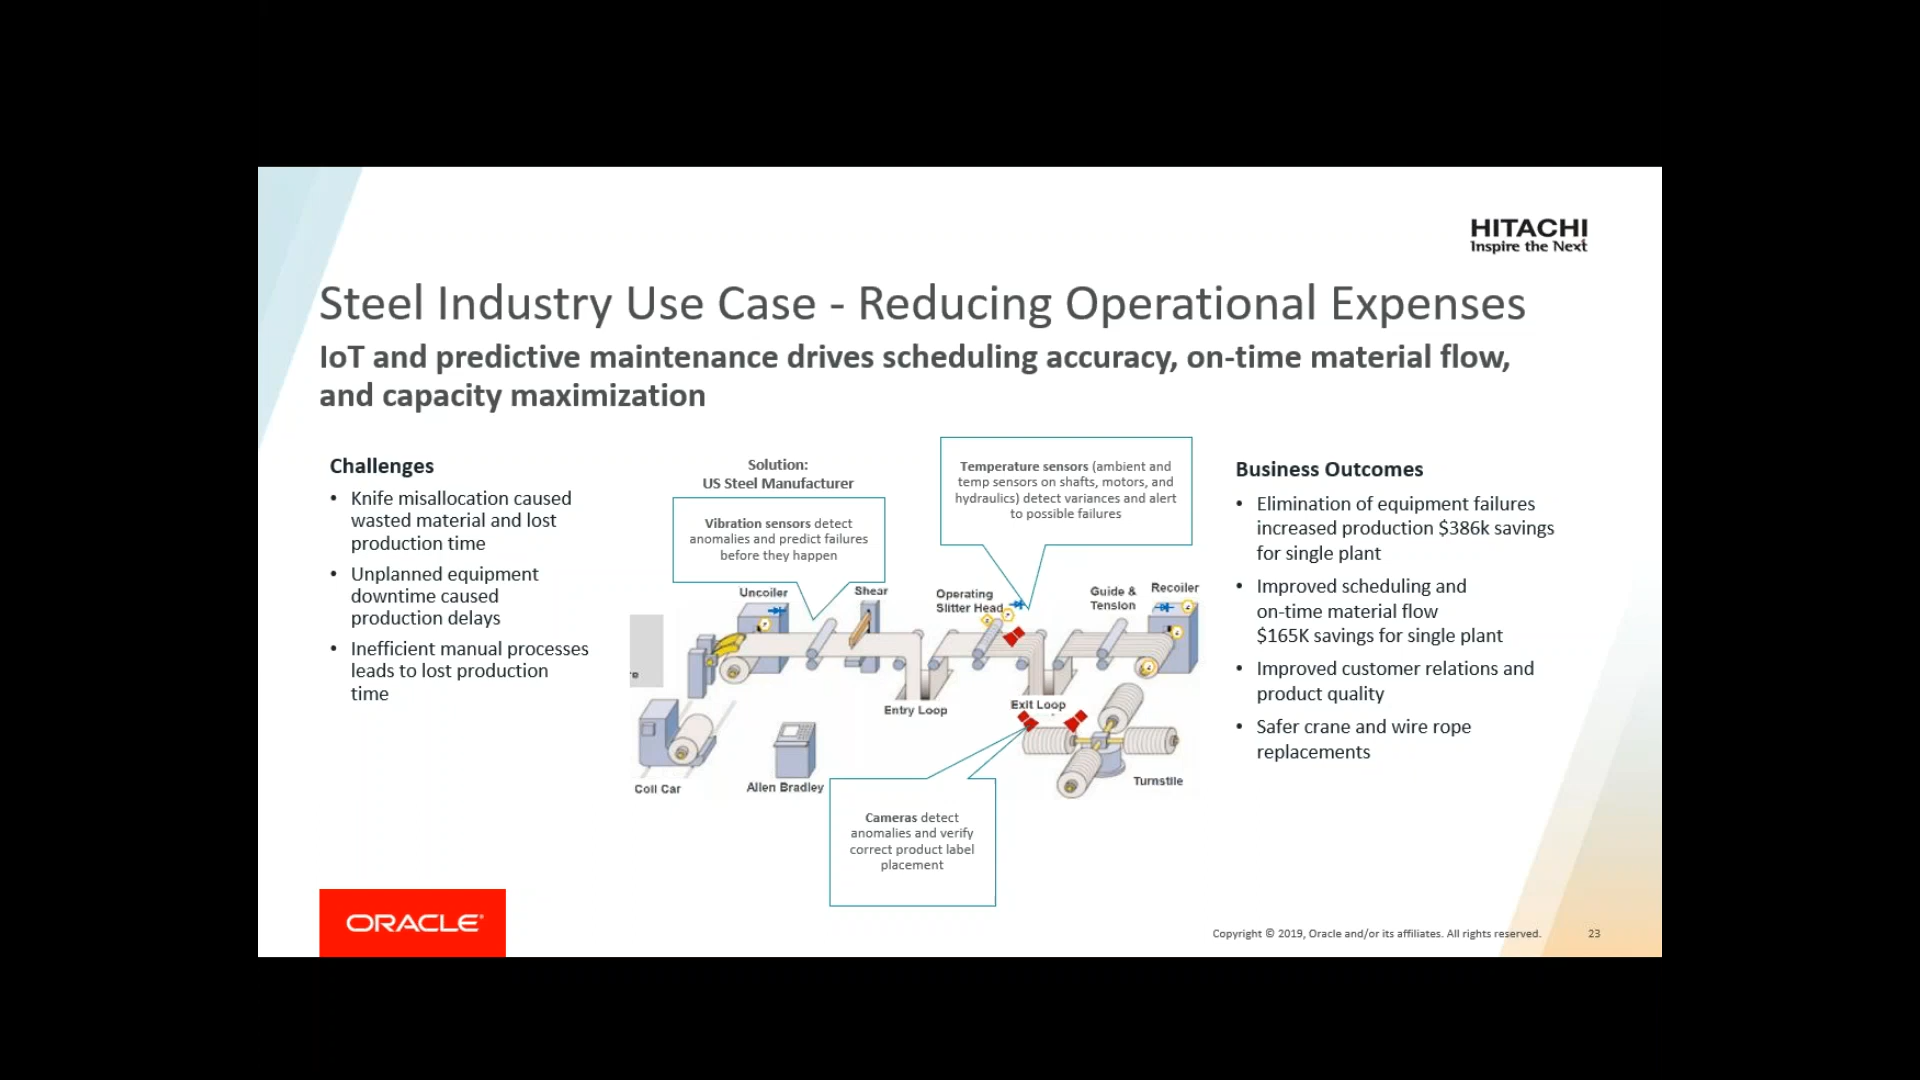 HITACHI
Inspire the Next
Steel Industry Use Case - Reducing Operational Expenses
IoT and predictive maintenance drives scheduling accuracy, on-time material flow,
and capacity maximization
Challenges
• Knife misallocation caused
wasted material and lost
production time
• Unplanned equipment
downtime caused
production delays
• Inefficient manual processes
leads to lost production
time
Solution:
US Steel Manufacturer
Vibration sensors detect
anomalies and predict failures
before they happen
Temperature sensors (ambient and
temp sensors on shafts, motors, and
hydraulics) detect variances and alert
to possible failures
Uncoiler
Shear
Operating
Slitter Head
Guide &
Tension
Recoiler
Entry Loop
Exit Loop
Coil Car
Allen Bradley
Turnstile
Cameras detect
anomalies and verify
correct product label
placement
Business Outcomes
• Elimination of equipment failures
increased production $386k savings
for single plant
• Improved scheduling and
on-time material flow
$165K savings for single plant
• Improved customer relations and
product quality
• Safer crane and wire rope
replacements
ORACLE
Copyright © 2019, Oracle and/or its affiliates. All rights reserved.
23